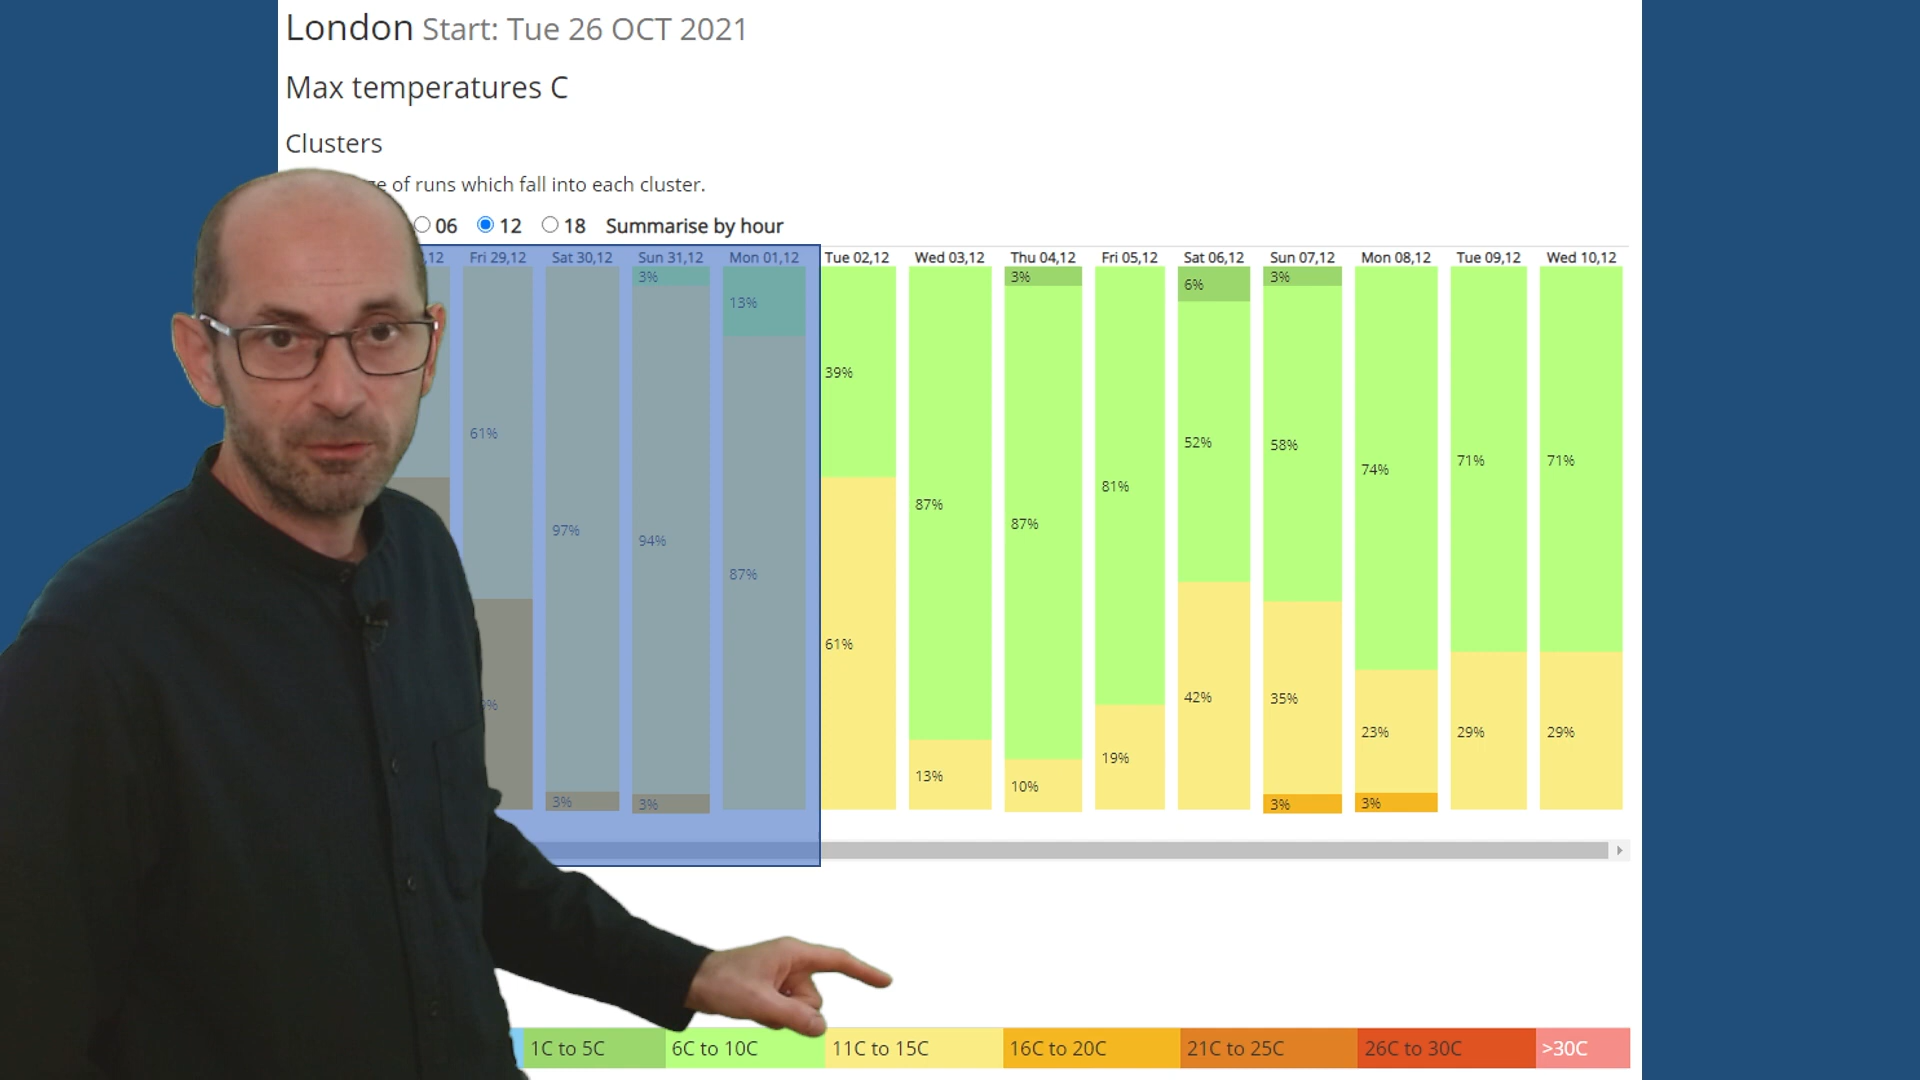 London Start: Tue 26 OCT 2021
Max temperatures C
Clusters
of runs which fall into each cluster.
06 12 18 Summarise by hour
,12 Fri 29,12 Sat 30,12 Sun 31,12 Mon 01,12 Tue 02,12 Wed 03,12 Thu 04,12 Fri 05,12 Sat 06,12 Sun 07,12 Mon 08,12 Tue 09,12 Wed 10,12
3% 3% 6% 3%
13%
39%
61% 52% 58% 74% 71% 71%
87% 87% 81%
97% 94% 87%
61%
% 42% 35% 23% 29% 29%
13% 10% 19%
3% 3% 3% 3%
1C to 5C 6C to 10C 11C to 15C 16C to 20C 21C to 25C 26C to 30C >30C